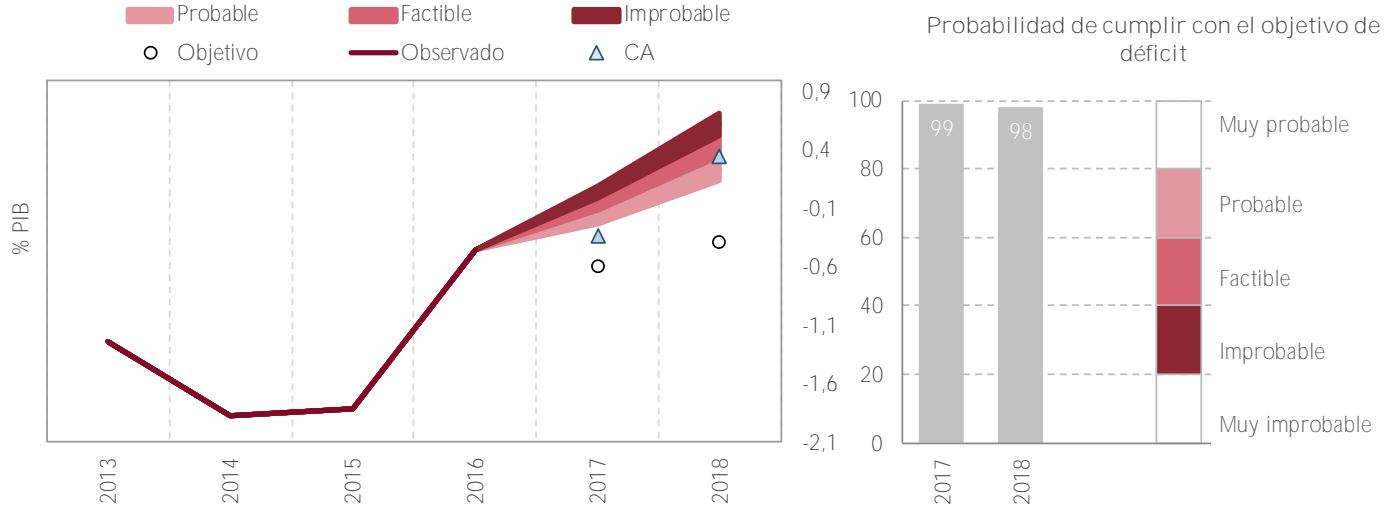 Probable Factible Improbable
Objetivo Observado CA
% PIB
0,9
0,4
-0,1
-0,6
-1,1
-1,6
-2,1
2013 2014 2015 2016 2017 2018
Probabilidad de cumplir con el objetivo de
déficit
100
80
60
40
20
0
99 98
2017 2018
Muy probable
Probable
Factible
Improbable
Muy improbable